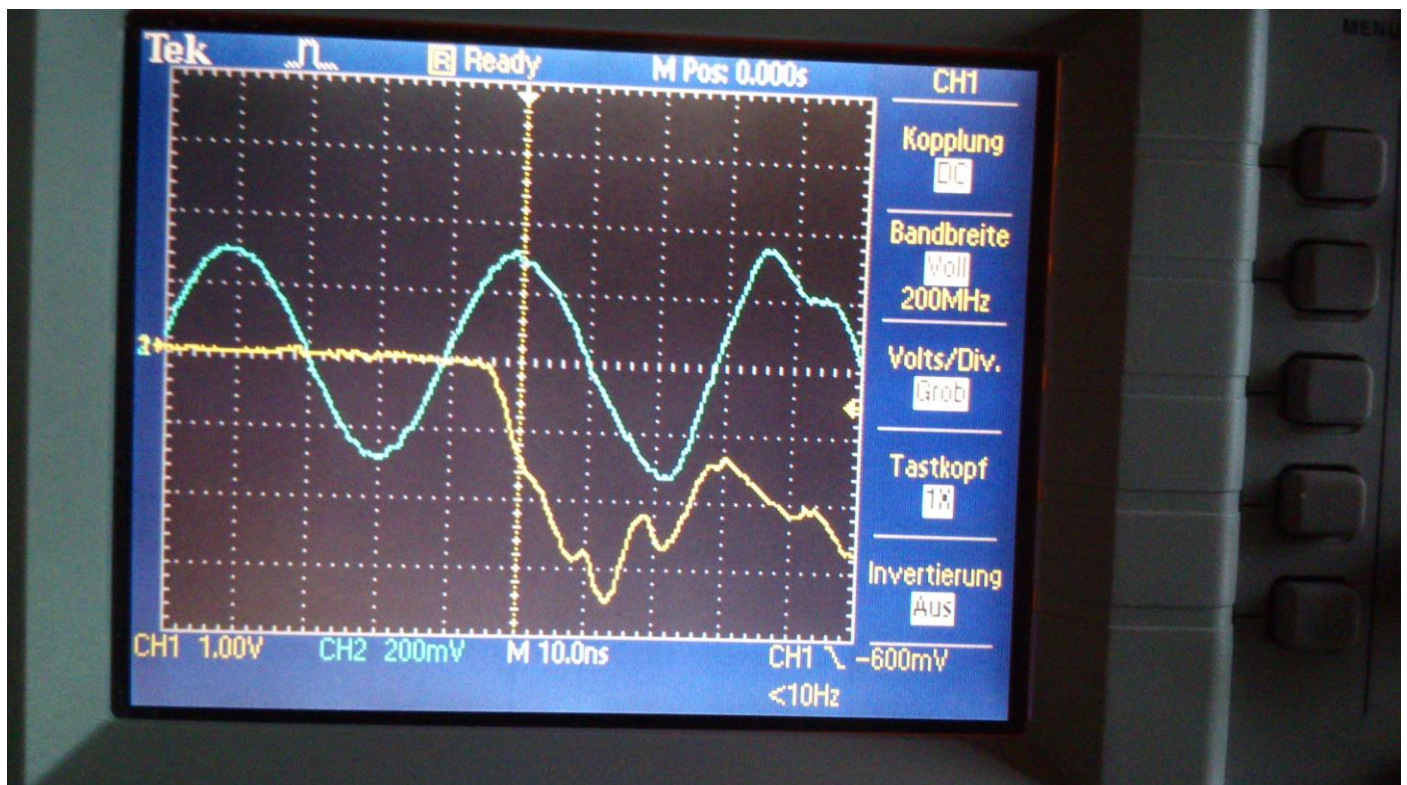 MENU
Tek R Ready M Pos: 0.000s CH1
Kopplung
DC
Bandbreite
Voll
200MHz
Volts/Div.
Grob
Tastkopf
1X
Invertierung
Aus
2
CH1 1.00V CH2 200mV M 10.0ns CH1 -600mV
<10Hz